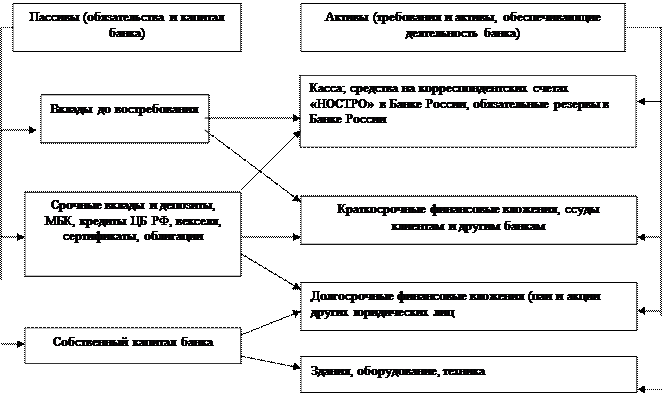 Пассивы (обязательства и капитал
банка)
Активы (требования и активы, обеспечивающие
деятельность банка)
Вклады до востребования
Касса; средства на корреспондентских счетах
«НОСТРО» в Банке России, обязательные резервы в
Банке России
Срочные вклады и депозиты,
МБК, кредиты ЦБ РФ, векселя,
сертификаты, облигации
Краткосрочные финансовые вложения, ссуды
клиентам и другим банкам
Долгосрочные финансовые вложения (паи и акции
других юридических лиц
Собственный капитал банка
Здания, оборудование, техника